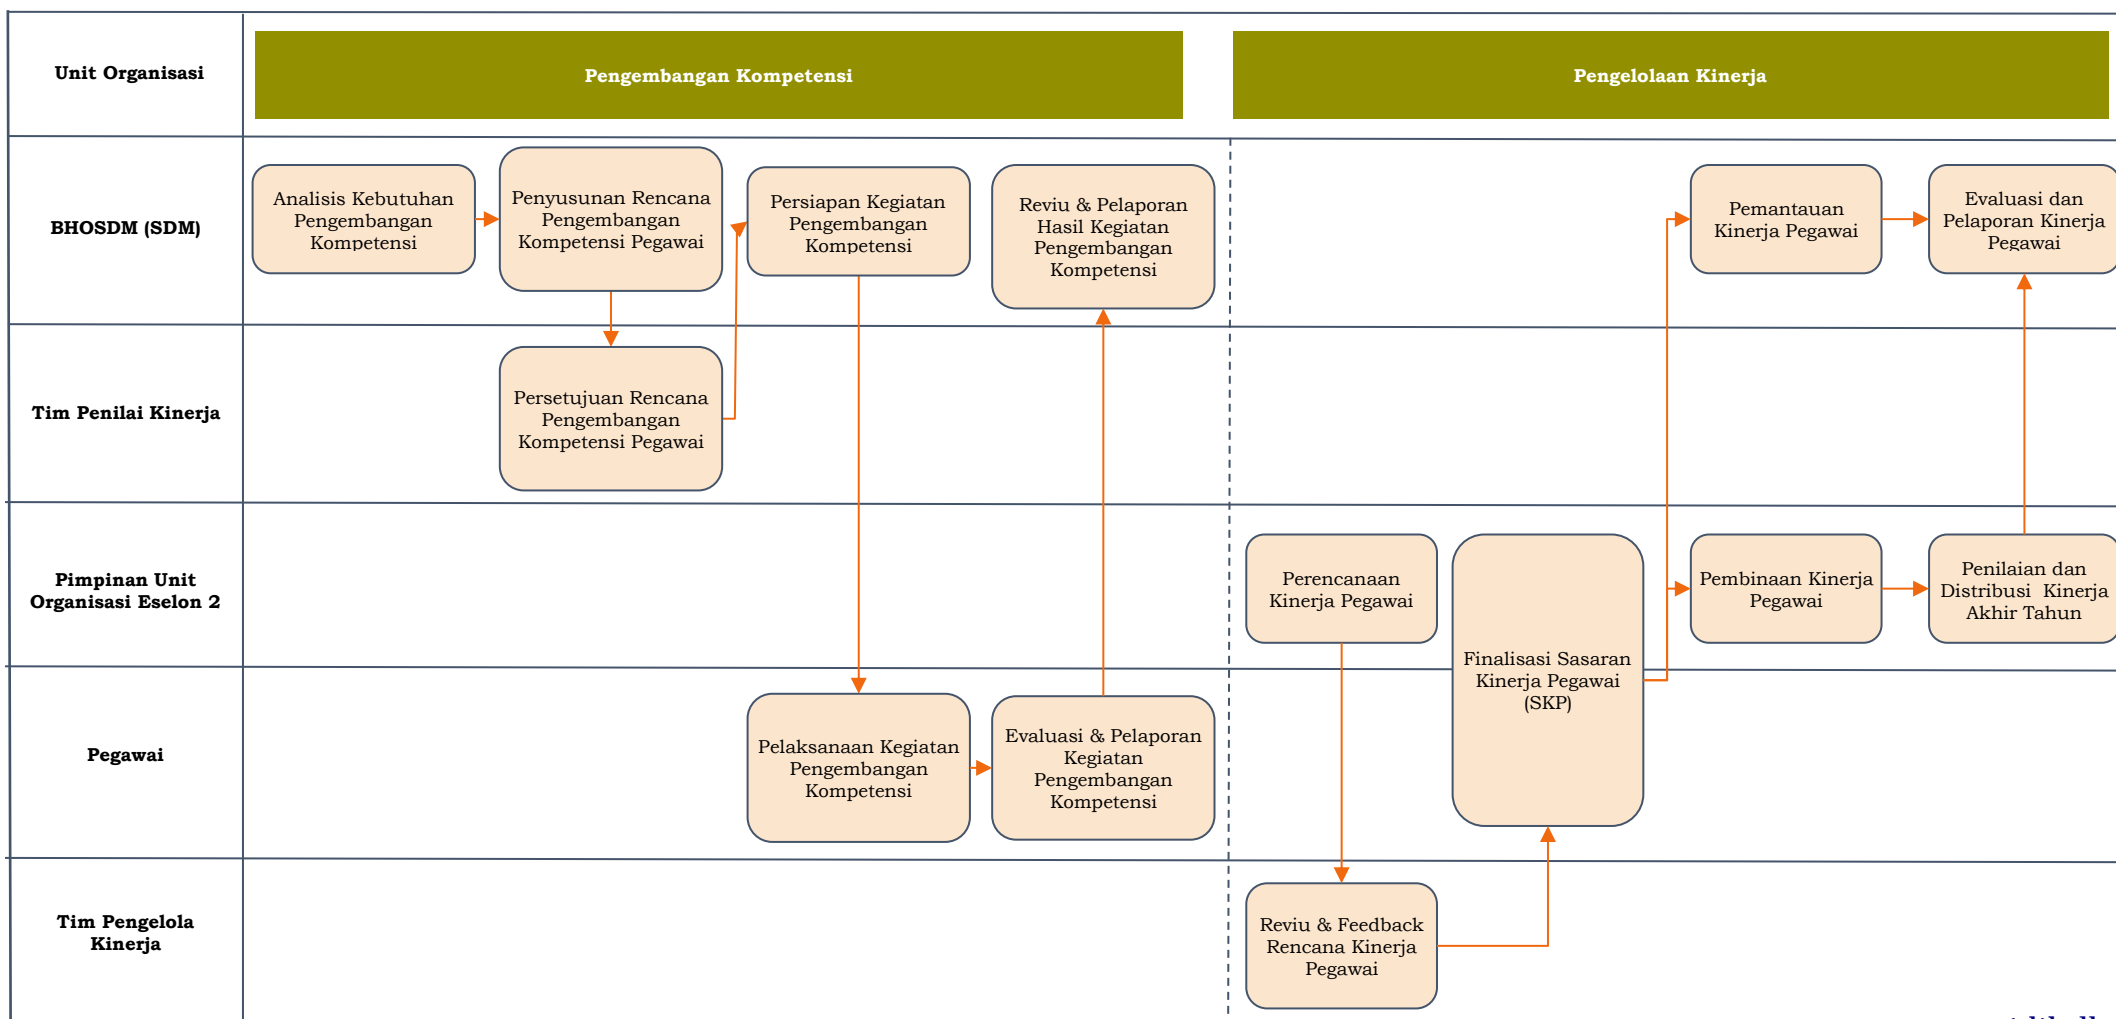 Unit Organisasi
Pengembangan Kompetensi
Pengelolaan Kinerja
BHOSDM (SDM)
Analisis Kebutuhan
Pengembangan
Kompetensi
Penyusunan Rencana
Pengembangan
Kompetensi Pegawai
Persiapan Kegiatan
Pengembangan
Kompetensi
Reviu & Pelaporan
Hasil Kegiatan
Pengembangan
Kompetensi
Pemantauan
Kinerja Pegawai
Evaluasi dan
Pelaporan Kinerja
Pegawai
Tim Penilai Kinerja
Persetujuan Rencana
Pengembangan
Kompetensi Pegawai
Pimpinan Unit
Organisasi Eselon 2
Perencanaan
Kinerja Pegawai
Finalisasi Sasaran
Kinerja Pegawai
(SKP)
Pembinaan Kinerja
Pegawai
Penilaian dan
Distribusi  Kinerja
Akhir Tahun
Pegawai
Pelaksanaan Kegiatan
Pengembangan
Kompetensi
Evaluasi & Pelaporan
Kegiatan
Pengembangan
Kompetensi
Tim Pengelola
Kinerja
Reviu & Feedback
Rencana Kinerja
Pegawai